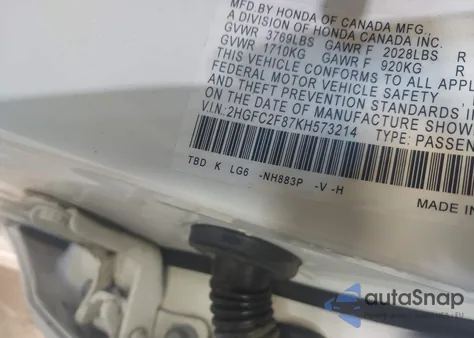 MFD.BY HONDA OF CANADA MFG.,
A DIVISION OF HONDA CANADA INC.
GVWR 3769LBS GAWR F 2028LBS R
GVWR 1710KG GAWR F 920KG R
THIS VEHICLE CONFORMS TO ALL APPL
FEDERAL MOTOR VEHICLE SAFETY
AND THEFT PREVENTION STANDARDS IN
ON THE DATE OF MANUFACTURE SHOWN
V.I.N:2HGFC2F87KH573214 TYPE:PASSEN
TBD K LG6 -NH883P -V -H
MADE IN
autoSnap